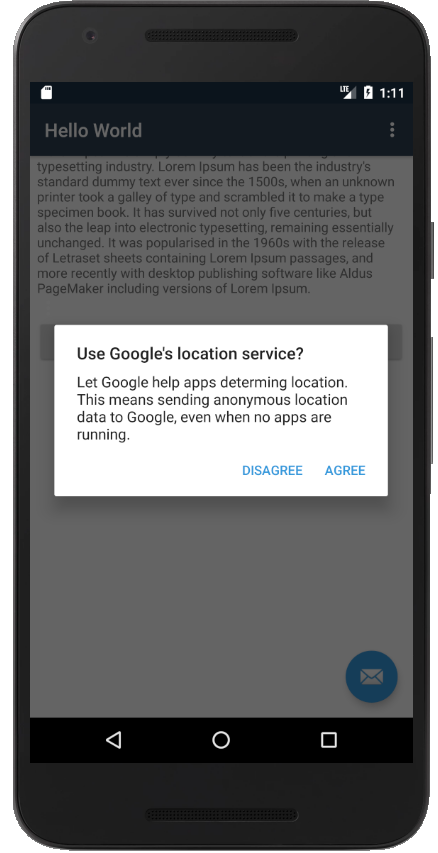 LTE 1:11
Hello World
typesetting industry. Lorem Ipsum has been the industry's
standard dummy text ever since the 1500s, when an unknown
printer took a galley of type and scrambled it to make a type
specimen book. It has survived not only five centuries, but
also the leap into electronic typesetting, remaining essentially
unchanged. It was popularised in the 1960s with the release
of Letraset sheets containing Lorem Ipsum passages, and
more recently with desktop publishing software like Aldus
PageMaker including versions of Lorem Ipsum.
Use Google's location service?
Let Google help apps determing location.
This means sending anonymous location
data to Google, even when no apps are
running.
DISAGREE AGREE